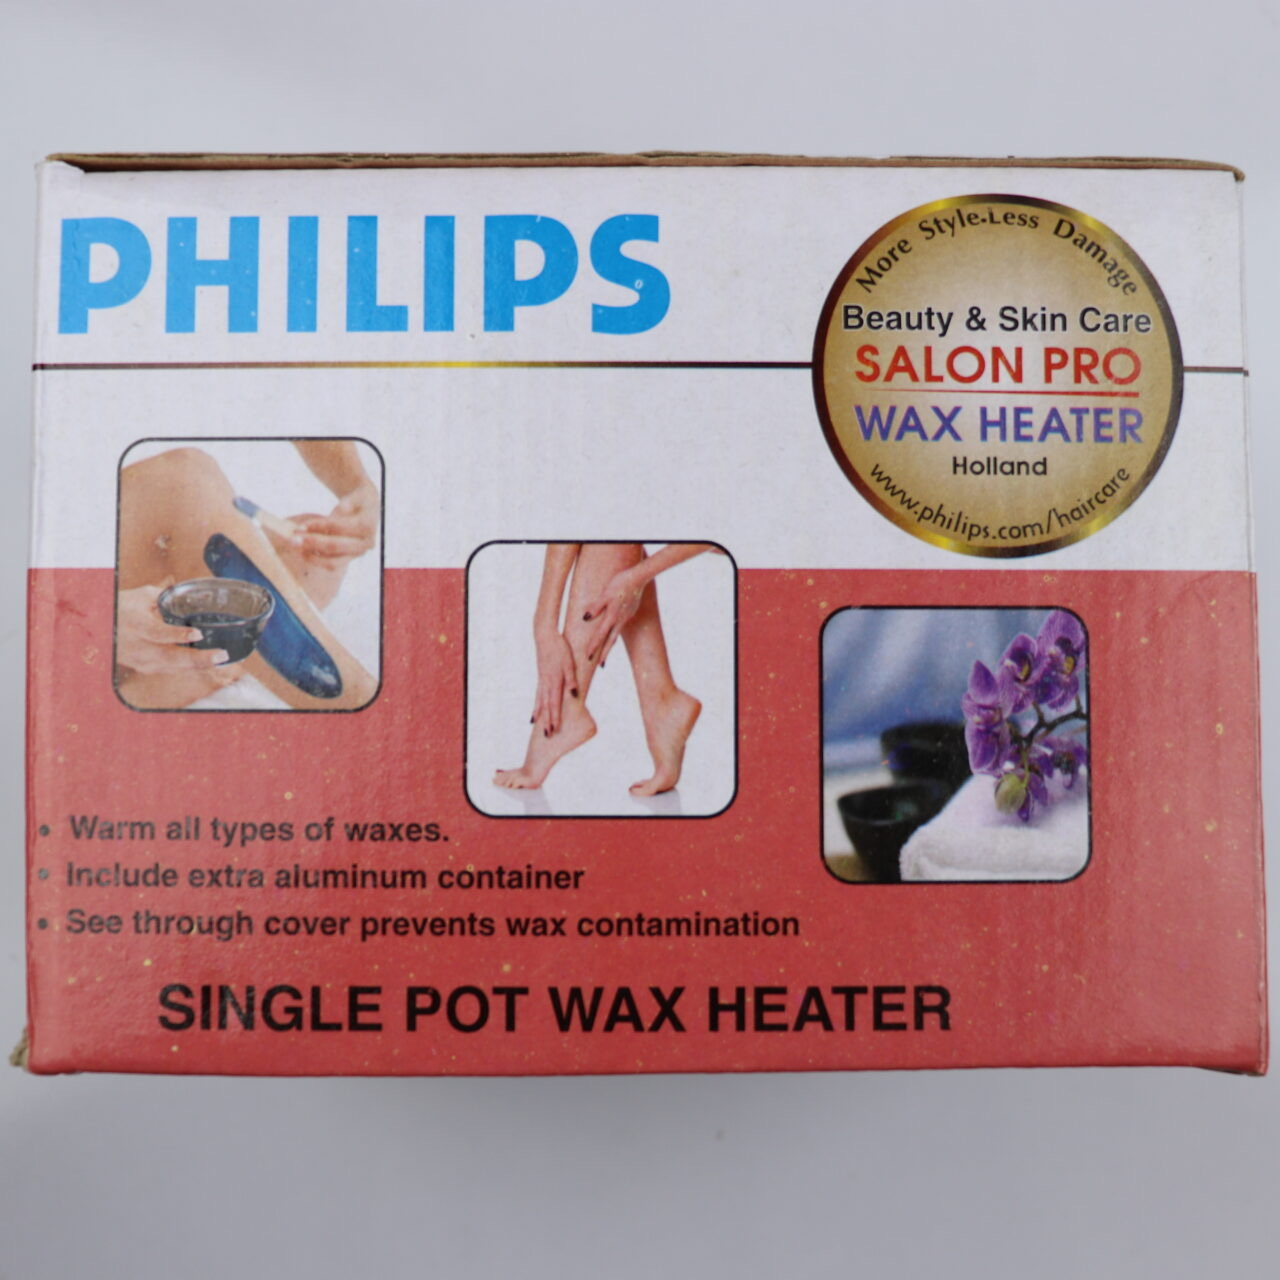 PHILIPS
More Style-Less Damage
Beauty & Skin Care
SALON PRO
WAX HEATER
Holland
www.philips.com/haircare
• Warm all types of waxes.
• Include extra aluminum container
• See through cover prevents wax contamination
SINGLE POT WAX HEATER